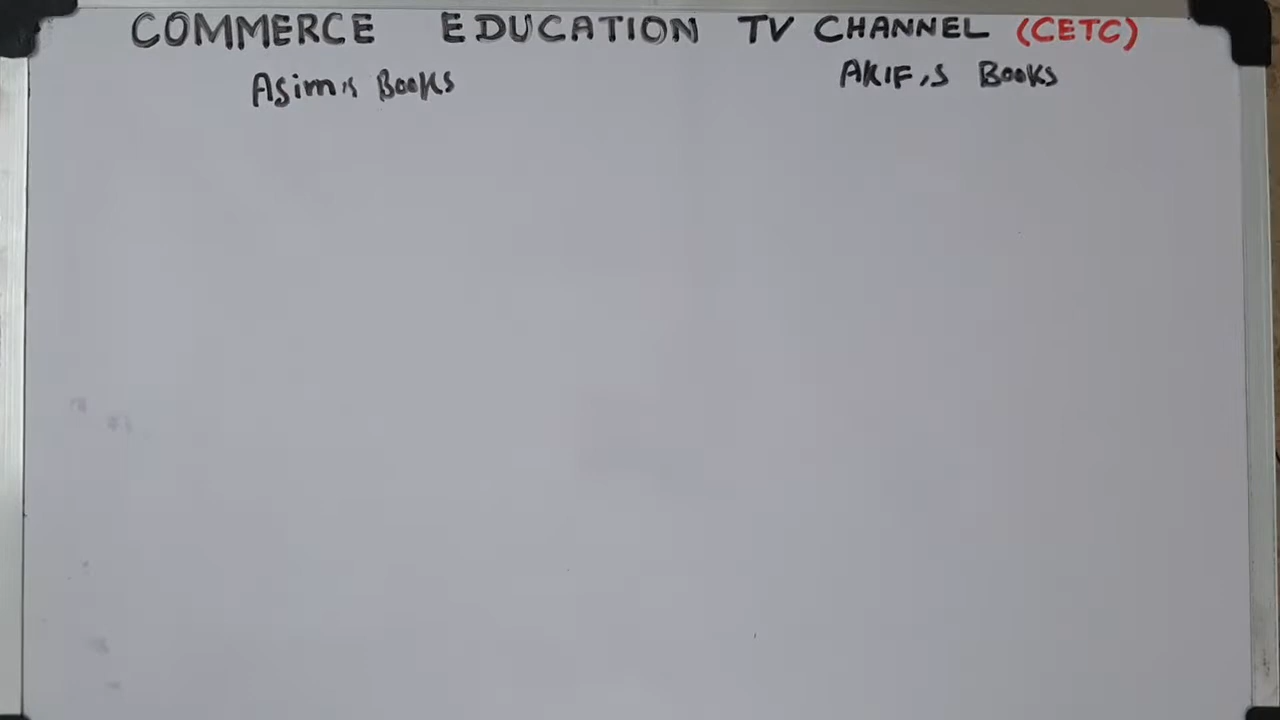 COMMERCE EDUCATION TV CHANNEL (CETC)
Asim,s Books AKIF,S Books